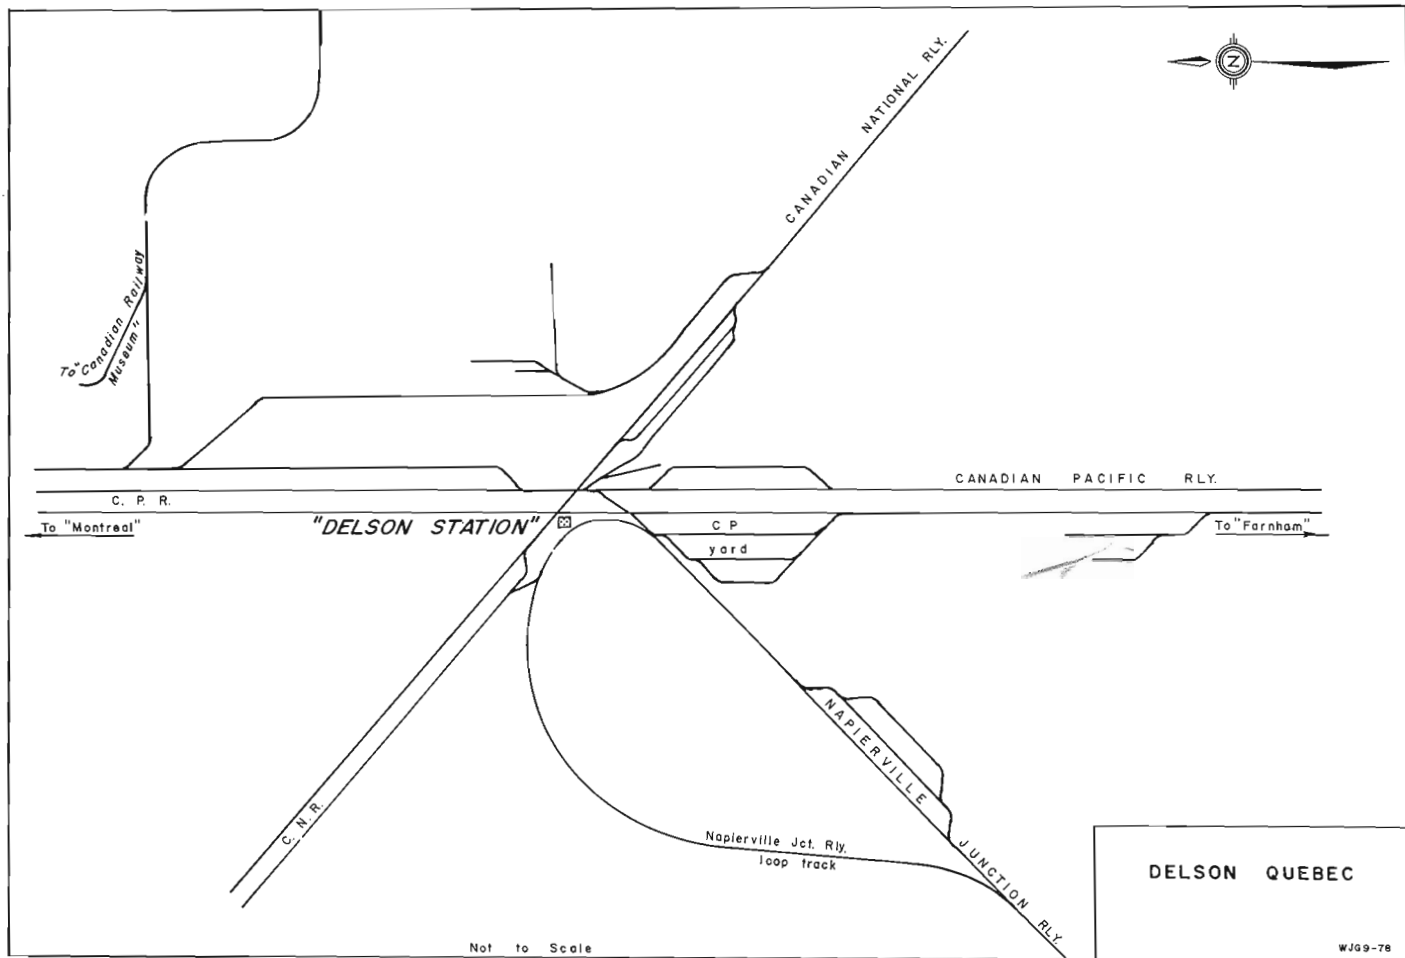 Z
CANADIAN NATIONAL RLY.
To "Canadian Railway
Museum"
CANADIAN PACIFIC RLY.
C. P. R.
To "Montreal"
"DELSON STATION"
C P
yard
To "Farnham"
NAPIERVILLE JUNCTION RLY.
C. N. R.
Napierville Jct. Rly.
loop track
DELSON QUEBEC
Not to Scale
WJG9-78